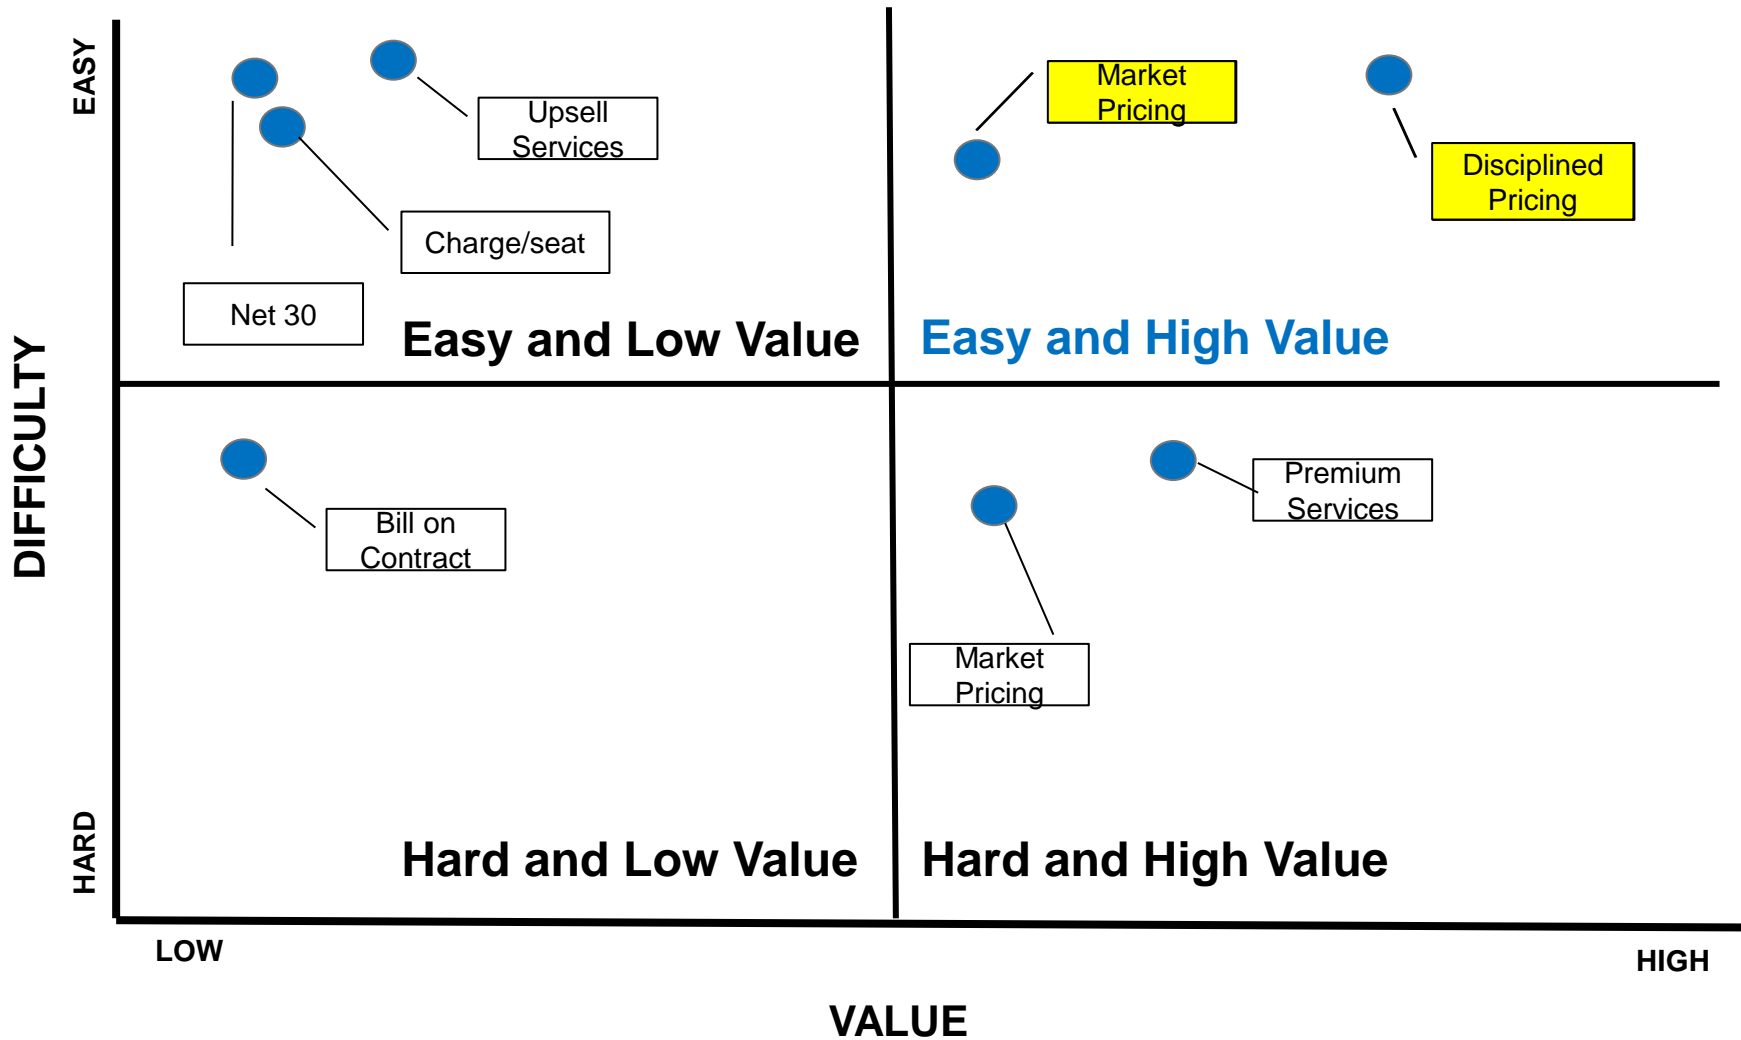 EASY
Upsell
Services
Market
Pricing
Disciplined
Pricing
Charge/seat
Net 30
Easy and Low Value
Easy and High Value
DIFFICULTY
Bill on
Contract
Premium
Services
Market
Pricing
HARD
Hard and Low Value
Hard and High Value
LOW
HIGH
VALUE